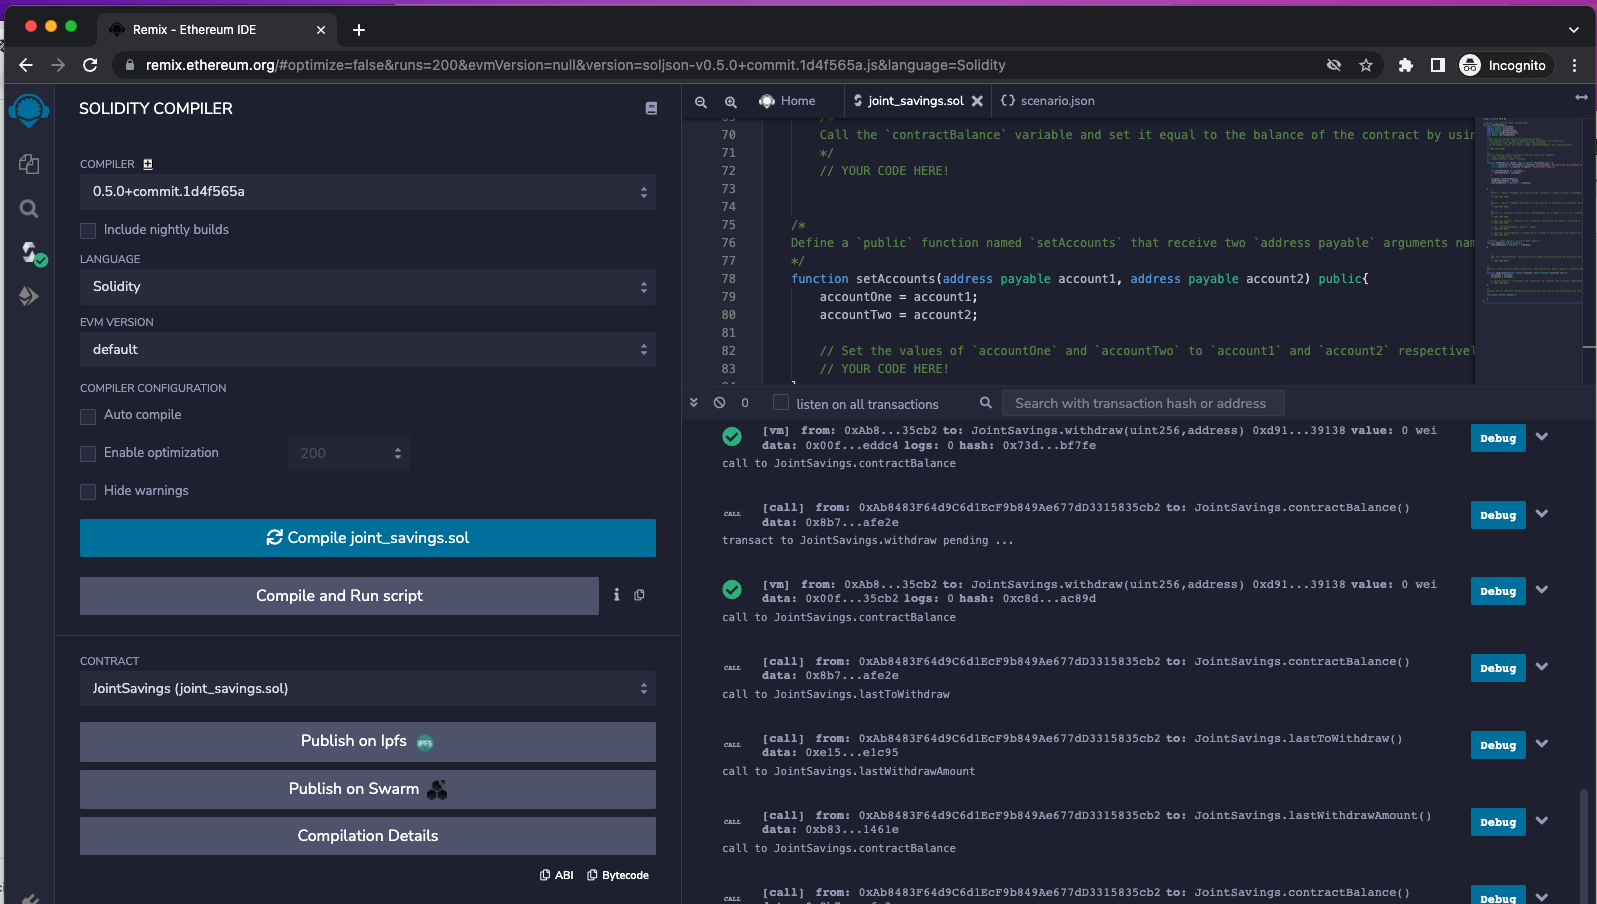 Remix - Ethereum IDE
remix.ethereum.org/#optimize=false&runs=200&evmVersion=null&version=soljson-v0.5.0+commit.1d4f565a.js&language=Solidity
Incognito
SOLIDITY COMPILER
COMPILER
0.5.0+commit.1d4f565a
Include nightly builds
LANGUAGE
Solidity
EVM VERSION
default
COMPILER CONFIGURATION
Auto compile
Enable optimization
200
Hide warnings
Compile joint_savings.sol
Compile and Run script
CONTRACT
JointSavings (joint_savings.sol)
Publish on Ipfs
IPFS
Publish on Swarm
Compilation Details
ABI
Bytecode
Home
joint_savings.sol
scenario.json
69 /*
70 Call the `contractBalance` variable and set it equal to the balance of the contract by usin
71 */
72 // YOUR CODE HERE!
73
74
75 /*
76 Define a `public` function named `setAccounts` that receive two `address payable` arguments nam
77 */
78 function setAccounts(address payable account1, address payable account2) public{
79 accountOne = account1;
80 accountTwo = account2;
81
82 // Set the values of `accountOne` and `accountTwo` to `account1` and `account2` respectivel
83 // YOUR CODE HERE!
84 }
0
listen on all transactions
Search with transaction hash or address
[vm] from: 0xAb8...35cb2 to: JointSavings.withdraw(uint256,address) 0xd91...39138 value: 0 wei
data: 0x00f...eddc4 logs: 0 hash: 0x73d...bf7fe
Debug
call to JointSavings.contractBalance
CALL
[call] from: 0xAb8483F64d9C6d1EcF9b849Ae677dD3315835cb2 to: JointSavings.contractBalance()
data: 0x8b7...afe2e
Debug
transact to JointSavings.withdraw pending ...
[vm] from: 0xAb8...35cb2 to: JointSavings.withdraw(uint256,address) 0xd91...39138 value: 0 wei
data: 0x00f...35cb2 logs: 0 hash: 0xc8d...ac89d
Debug
call to JointSavings.contractBalance
CALL
[call] from: 0xAb8483F64d9C6d1EcF9b849Ae677dD3315835cb2 to: JointSavings.contractBalance()
data: 0x8b7...afe2e
Debug
call to JointSavings.lastToWithdraw
CALL
[call] from: 0xAb8483F64d9C6d1EcF9b849Ae677dD3315835cb2 to: JointSavings.lastToWithdraw()
data: 0xe15...e1c95
Debug
call to JointSavings.lastWithdrawAmount
CALL
[call] from: 0xAb8483F64d9C6d1EcF9b849Ae677dD3315835cb2 to: JointSavings.lastWithdrawAmount()
data: 0xb83...1461e
Debug
call to JointSavings.contractBalance
CALL
[call] from: 0xAb8483F64d9C6d1EcF9b849Ae677dD3315835cb2 to: JointSavings.contractBalance()
Debug